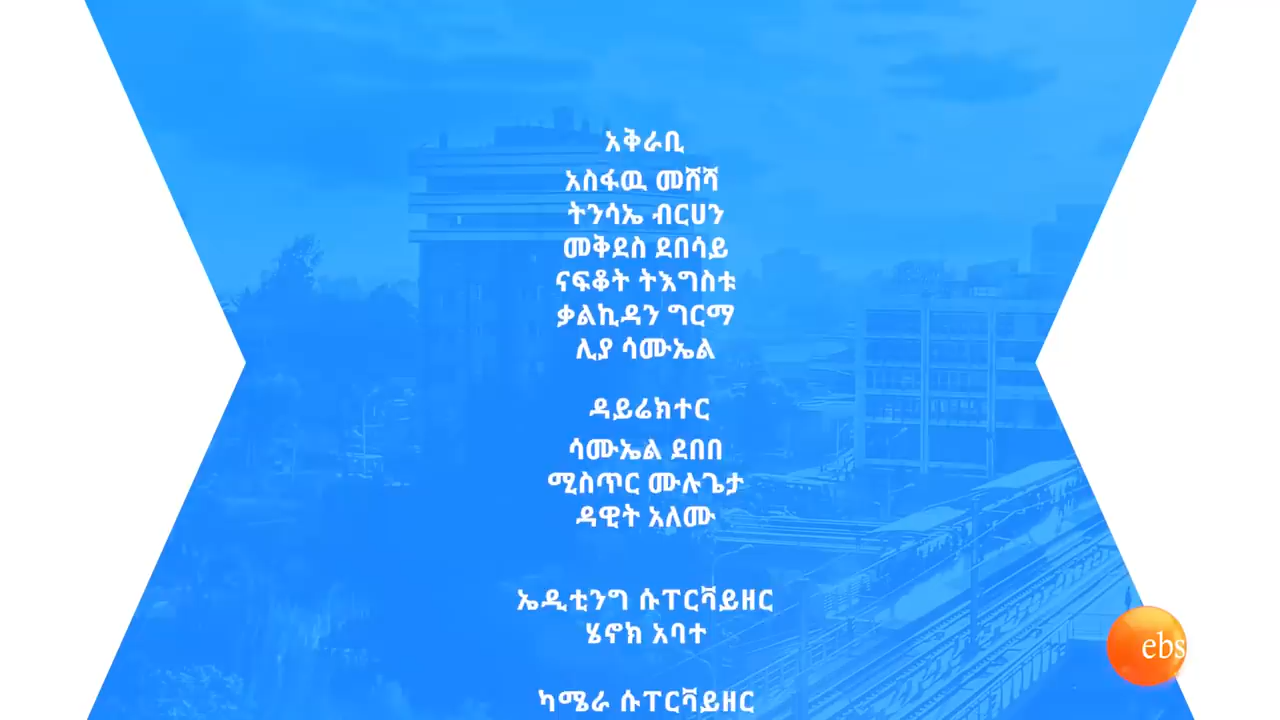 አቅራቢ
አስፋዉ መሸሻ
ትንሳኤ ብርሀን
መቅደስ ደበሳይ
ናፍቆት ትእግስቱ
ቃልኪዳን ግርማ
ሊያ ሳሙኤል
ዳይሬክተር
ሳሙኤል ደበበ
ሚስጥር ሙሉጌታ
ዳዊት አለሙ
ኤዲቲንግ ሱፐርቫይዘር
ሄኖክ አባተ
ካሜራ ሱፐርቫይዘር
ebs